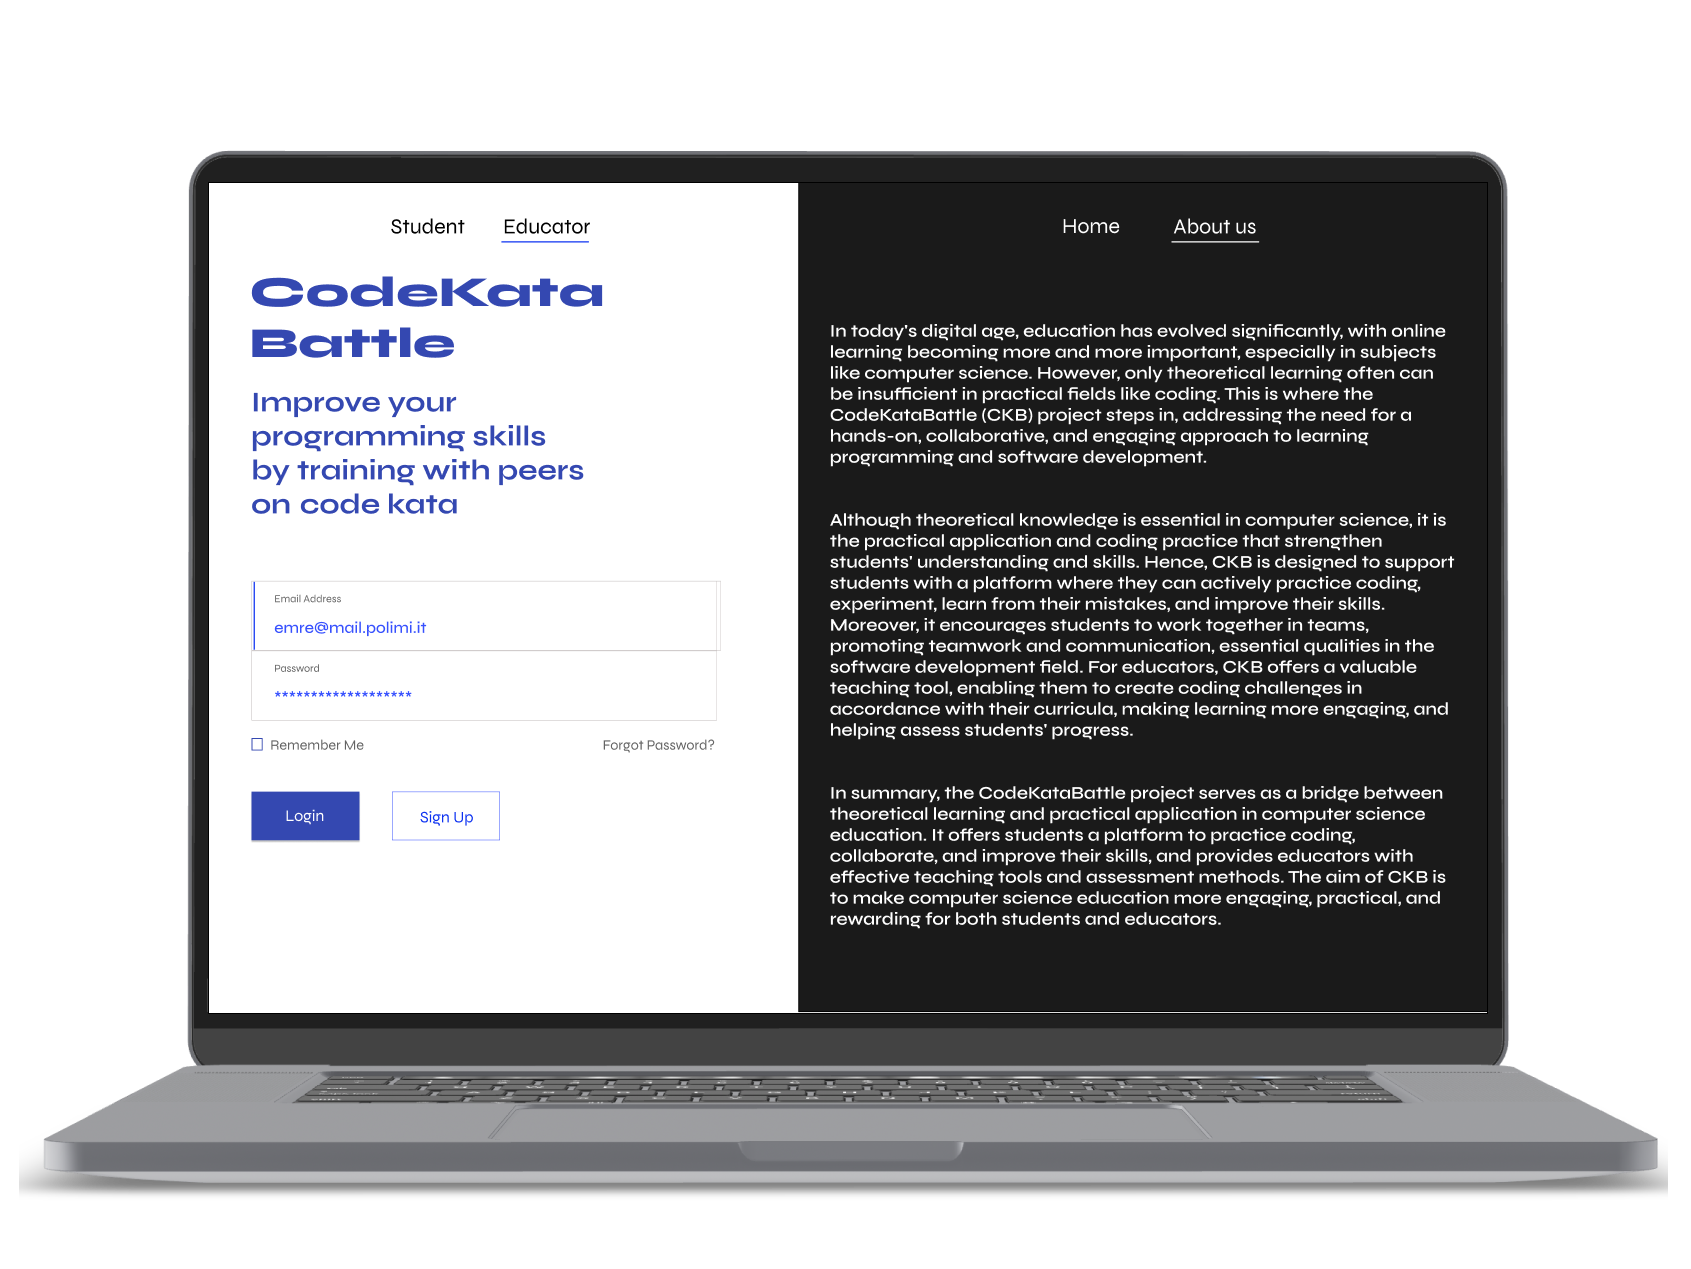 Student Educator
CodeKata
Battle
Improve your
programming skills
by training with peers
on code kata
Email Address
emre@mail.polimi.it
Password
*******************
Remember Me Forgot Password?
Login Sign Up
Home About us
In today's digital age, education has evolved significantly, with online
learning becoming more and more important, especially in subjects
like computer science. However, only theoretical learning often can
be insufficient in practical fields like coding. This is where the
CodeKataBattle (CKB) project steps in, addressing the need for a
hands-on, collaborative, and engaging approach to learning
programming and software development.
Although theoretical knowledge is essential in computer science, it is
the practical application and coding practice that strengthen
students' understanding and skills. Hence, CKB is designed to support
students with a platform where they can actively practice coding,
experiment, learn from their mistakes, and improve their skills.
Moreover, it encourages students to work together in teams,
promoting teamwork and communication, essential qualities in the
software development field. For educators, CKB offers a valuable
teaching tool, enabling them to create coding challenges in
accordance with their curricula, making learning more engaging, and
helping assess students' progress.
In summary, the CodeKataBattle project serves as a bridge between
theoretical learning and practical application in computer science
education. It offers students a platform to practice coding,
collaborate, and improve their skills, and provides educators with
effective teaching tools and assessment methods. The aim of CKB is
to make computer science education more engaging, practical, and
rewarding for both students and educators.